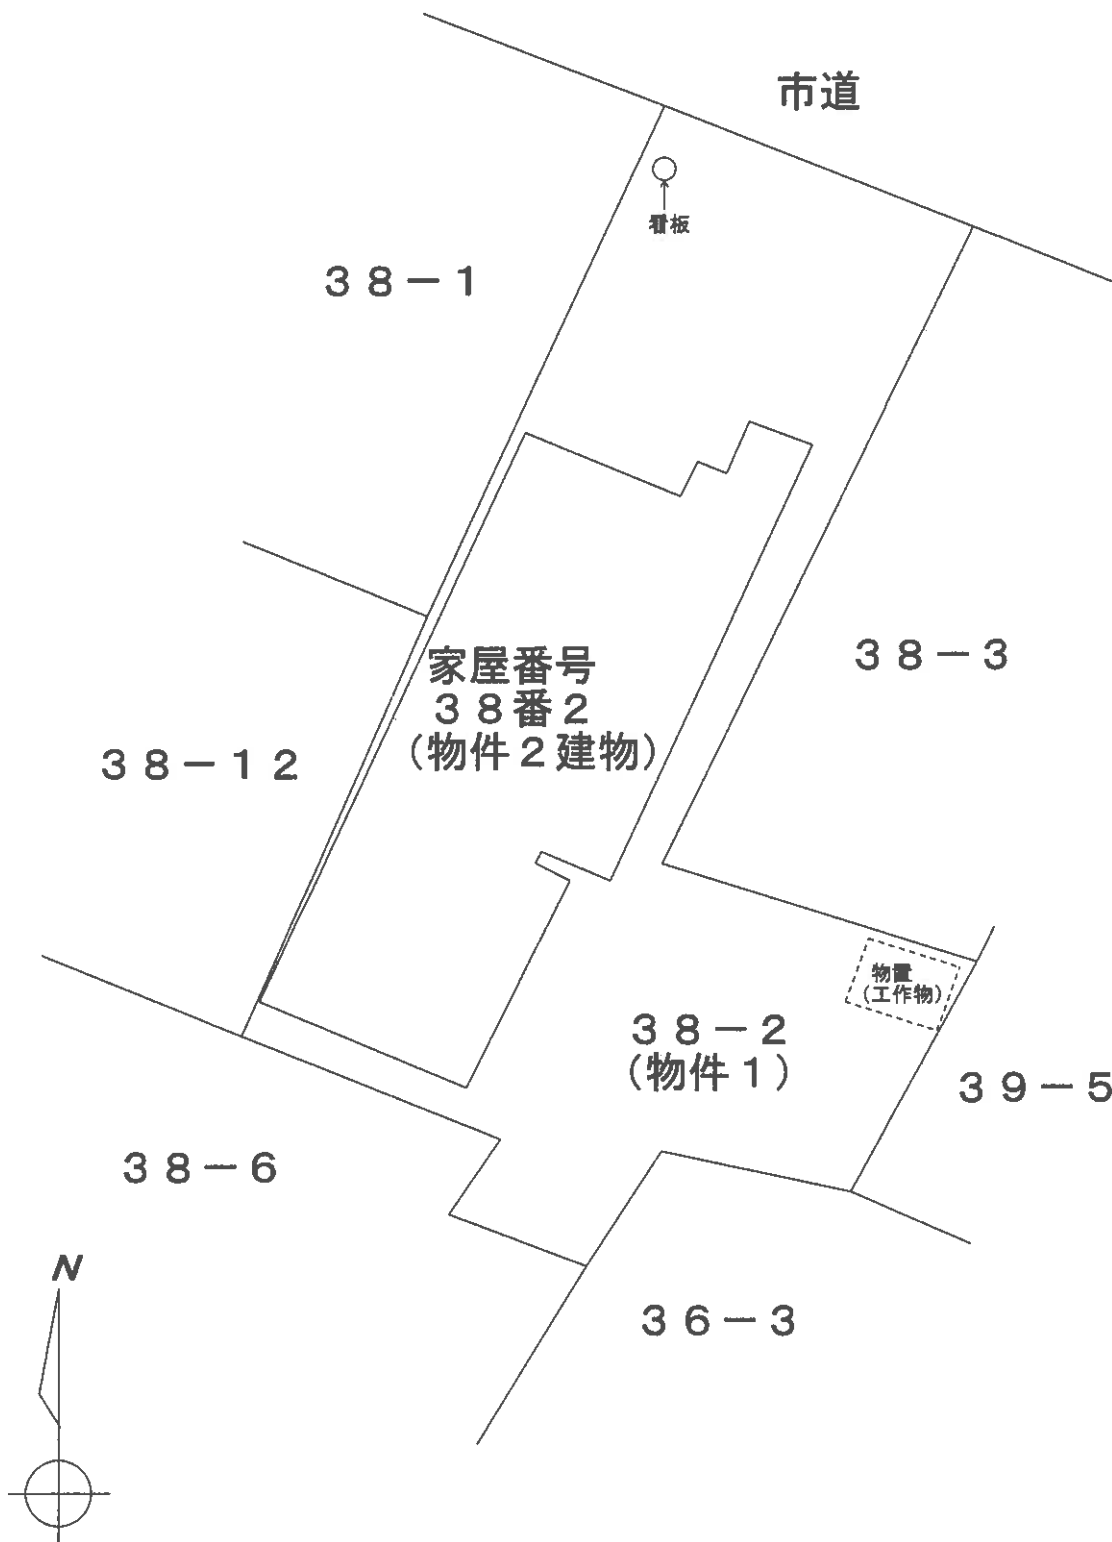 市道
看板
３８－１
３８－３
家屋番号
３８番２
（物件２建物）
３８－１２
物置
（工作物）
３８－２
（物件１）
３９－５
３８－６
N
３６－３